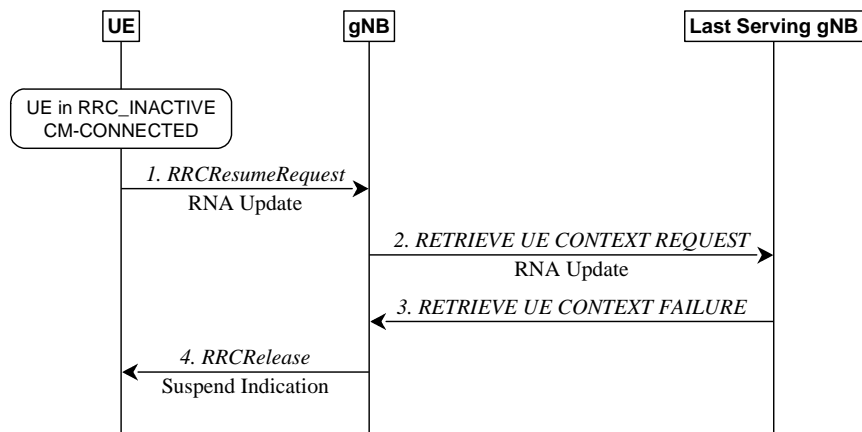 UE
gNB
Last Serving gNB
UE in RRC_INACTIVE
CM-CONNECTED
1. RRCResumeRequest
RNA Update
2. RETRIEVE UE CONTEXT REQUEST
RNA Update
3. RETRIEVE UE CONTEXT FAILURE
4. RRCRelease
Suspend Indication